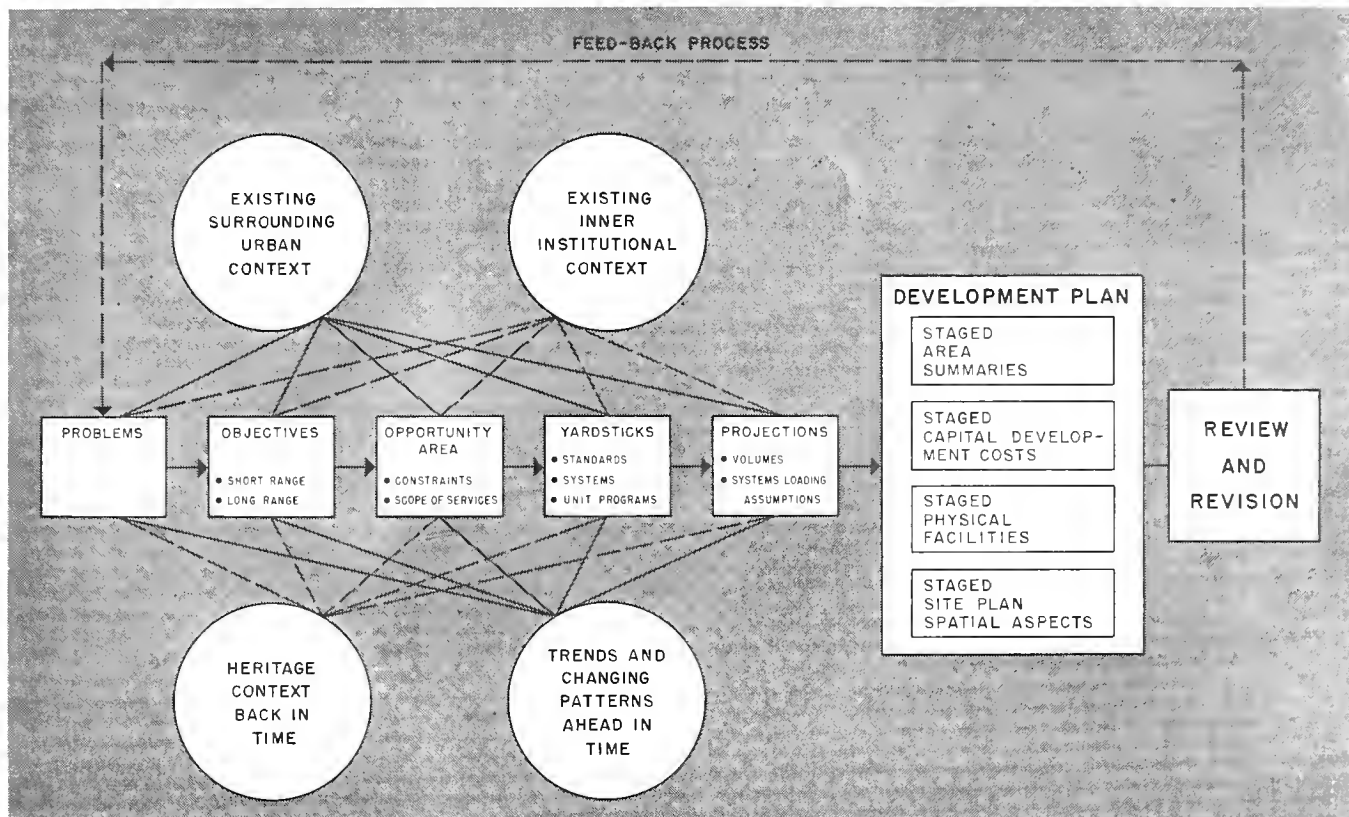 FEED-BACK PROCESS
EXISTING
SURROUNDING
URBAN
CONTEXT
EXISTING
INNER
INSTITUTIONAL
CONTEXT
PROBLEMS
OBJECTIVES
• SHORT RANGE
• LONG RANGE
OPPORTUNITY
AREA
• CONSTRAINTS
• SCOPE OF SERVICES
YARDSTICKS
• STANDARDS
• SYSTEMS
• UNIT PROGRAMS
PROJECTIONS
• VOLUMES
• SYSTEMS LOADING
ASSUMPTIONS
DEVELOPMENT PLAN
STAGED
AREA
SUMMARIES
STAGED
CAPITAL DEVELOP-
MENT COSTS
STAGED
PHYSICAL
FACILITIES
STAGED
SITE PLAN
SPATIAL ASPECTS
REVIEW
AND
REVISION
HERITAGE
CONTEXT
BACK IN
TIME
TRENDS AND
CHANGING
PATTERNS
AHEAD IN
TIME